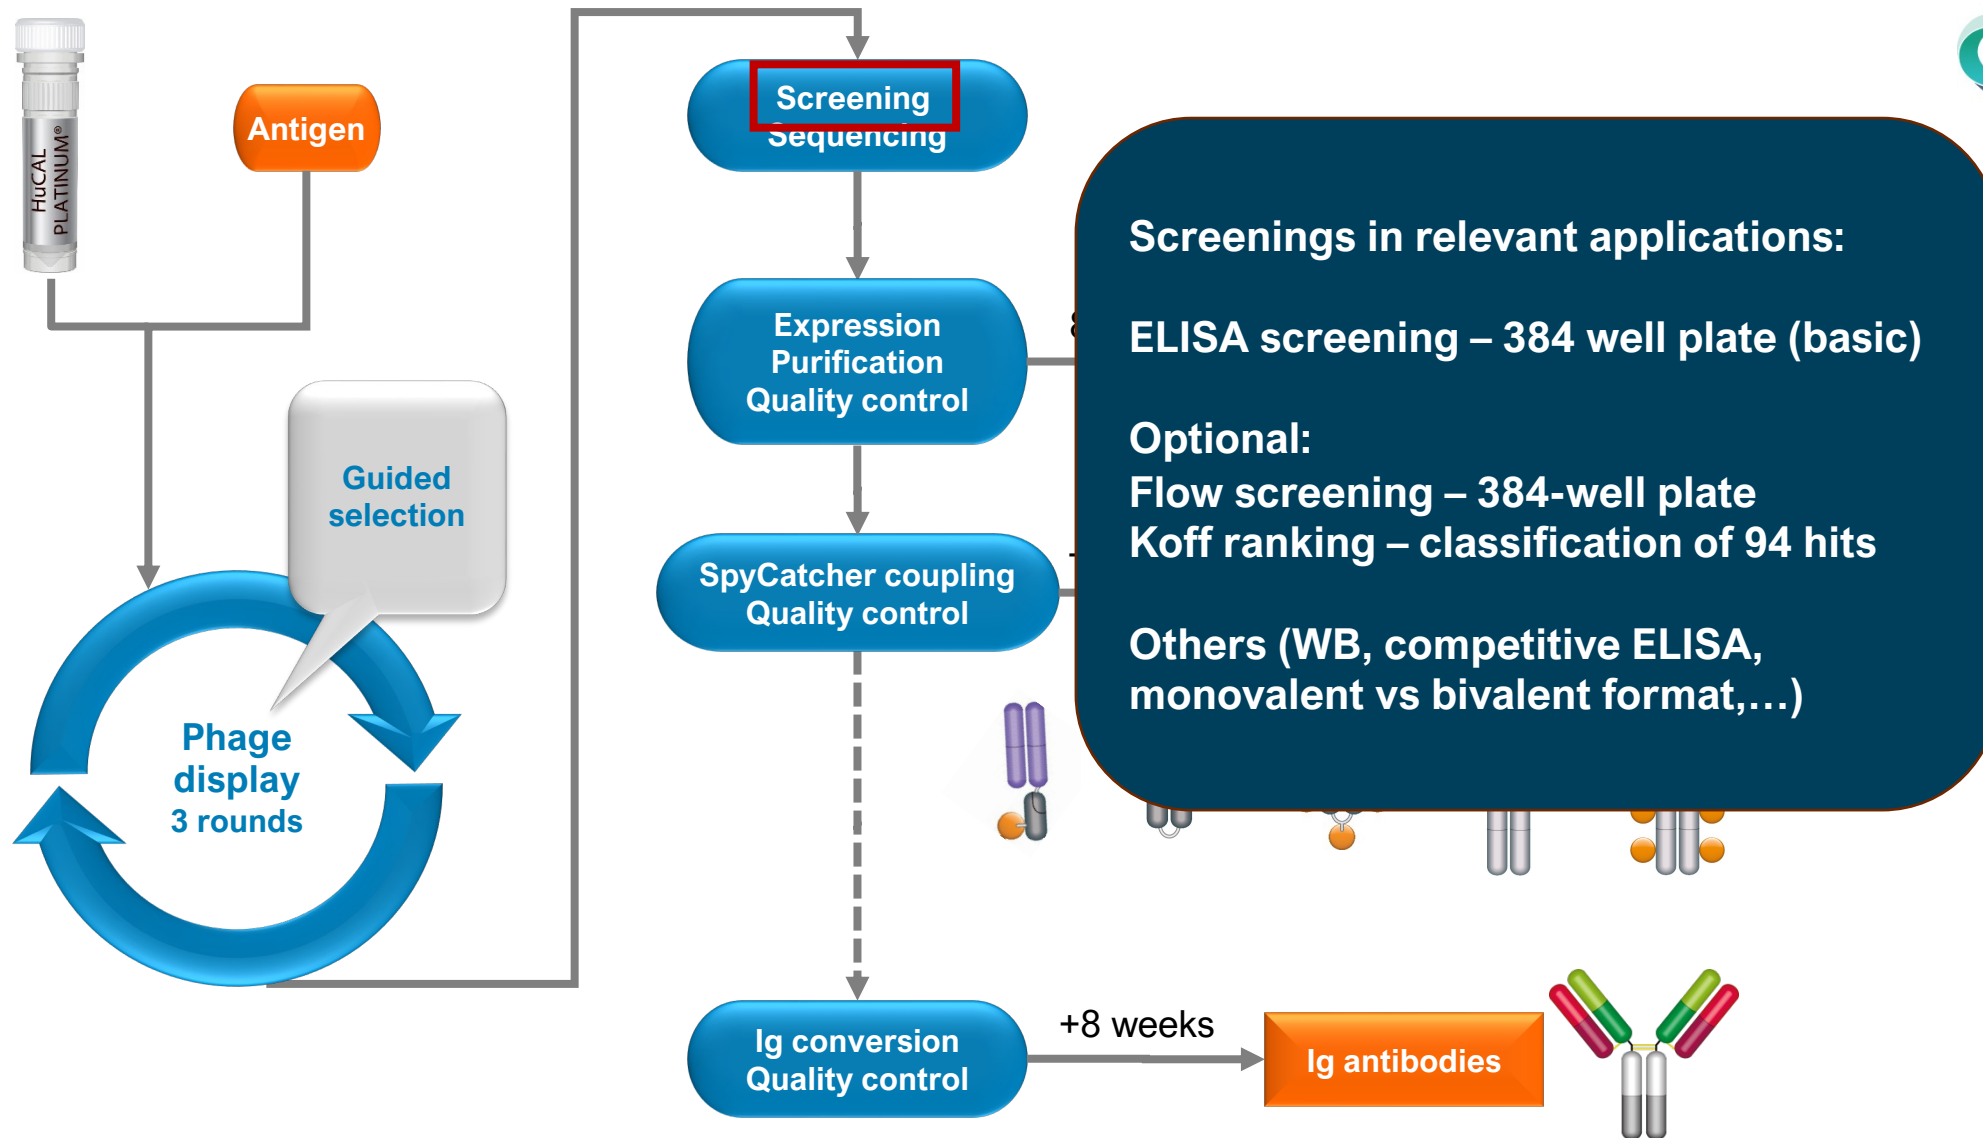 HuCAL
PLATINUM®
Antigen
Guided
selection
Phage
display
3 rounds
Screening
Sequencing
Expression
Purification
Quality control
SpyCatcher coupling
Quality control
Ig conversion
Quality control
+8 weeks
Ig antibodies
Screenings in relevant applications:
ELISA screening – 384 well plate (basic)
Optional:
Flow screening – 384-well plate
Koff ranking – classification of 94 hits
Others (WB, competitive ELISA,
monovalent vs bivalent format,…)